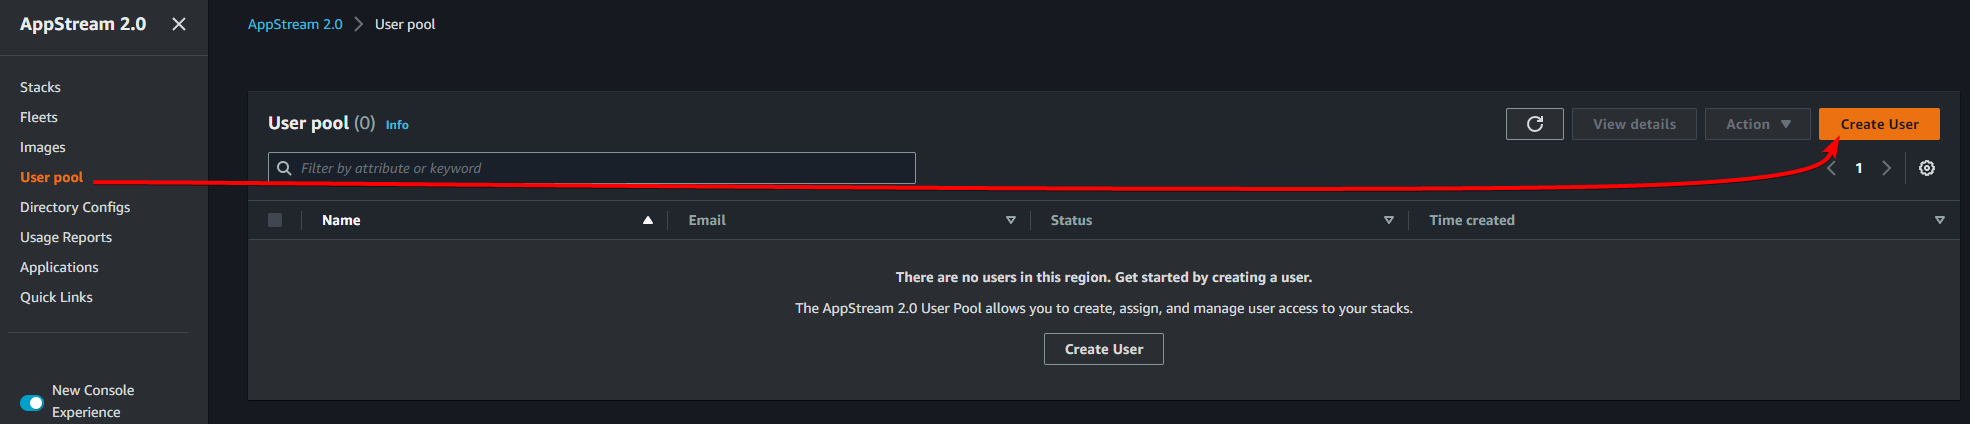 AppStream 2.0
Stacks
Fleets
Images
User pool
Directory Configs
Usage Reports
Applications
Quick Links
New Console
Experience
AppStream 2.0 User pool
User pool (0) Info
View details Action Create User
Filter by attribute or keyword
1
Name Email Status Time created
There are no users in this region. Get started by creating a user.
The AppStream 2.0 User Pool allows you to create, assign, and manage user access to your stacks.
Create User